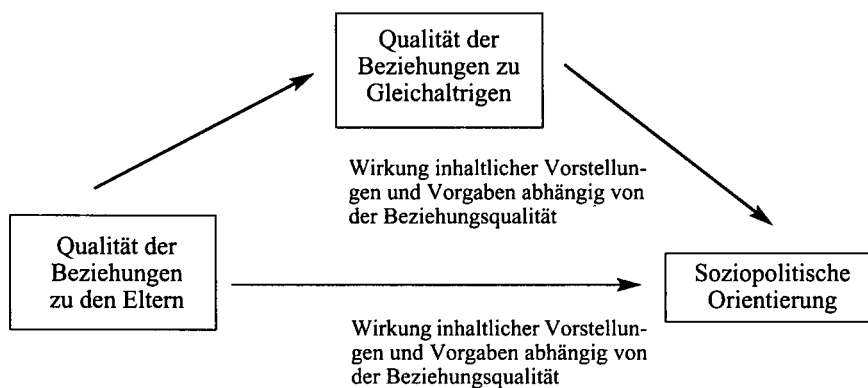 Qualität der
Beziehungen zu
Gleichaltrigen
Wirkung inhaltlicher Vorstellun-
gen und Vorgaben abhängig von
der Beziehungsqualität
Qualität der
Beziehungen
zu den Eltern
Soziopolitische
Orientierung
Wirkung inhaltlicher Vorstellun-
gen und Vorgaben abhängig von
der Beziehungsqualität